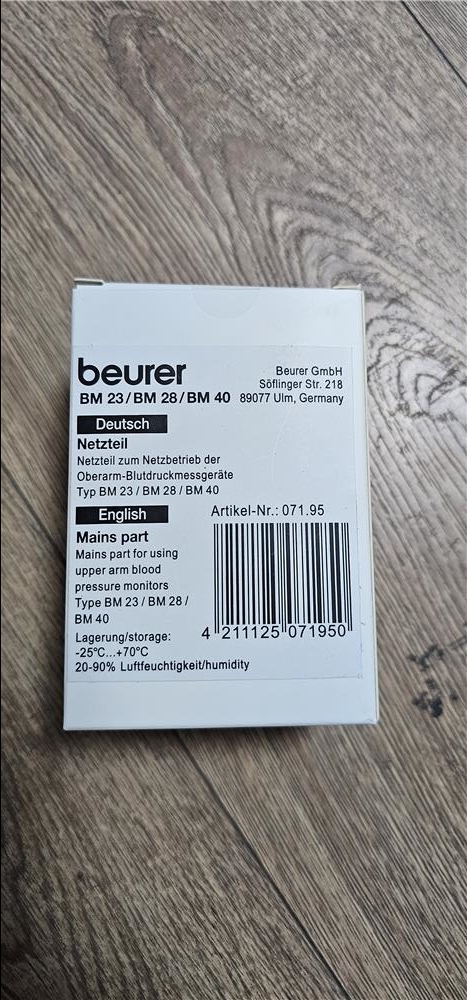 beurer
Beurer GmbH
Söflinger Str. 218
89077 Ulm, Germany
BM 23 / BM 28 / BM 40
Deutsch
Netzteil
Netzteil zum Netzbetrieb der
Oberarm-Blutdruckmessgeräte
Typ BM 23 / BM 28 / BM 40
English
Mains part
Mains part for using
upper arm blood
pressure monitors
Type BM 23 / BM 28 /
BM 40
Artikel-Nr.: 071.95
4 211125 071950
Lagerung/storage:
-25°C...+70°C
20-90% Luftfeuchtigkeit/humidity